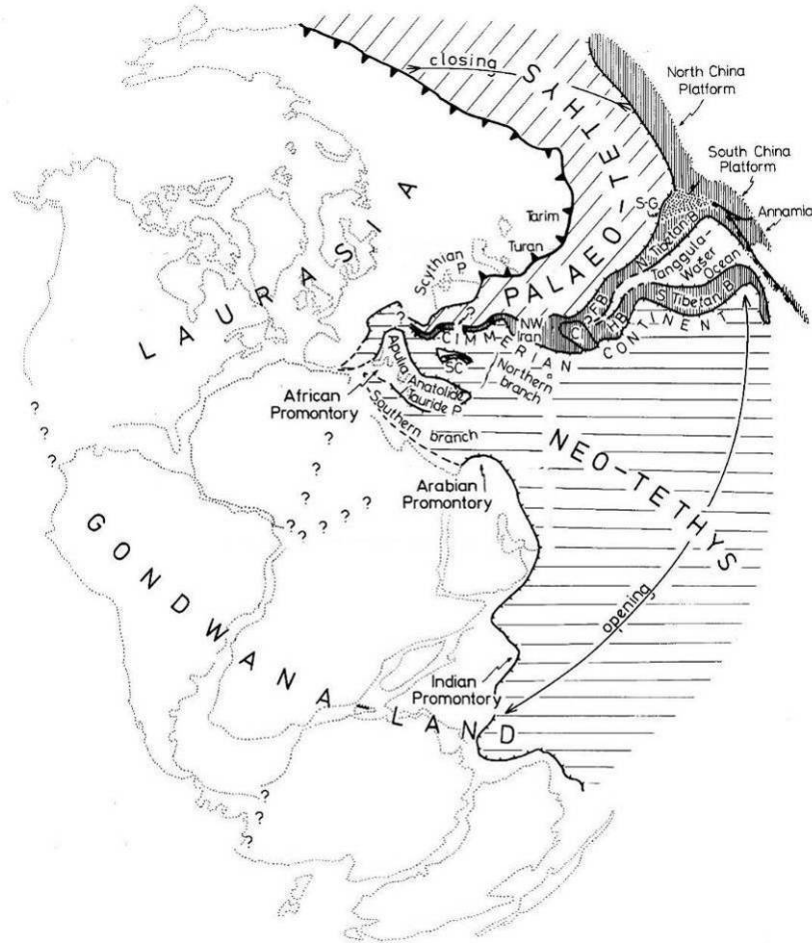 closing
PALAEO-TETHYS
North China
Platform
South China
Platform
Annamia
S-G
N Tibetan B
Tanggula-
Waser
Ocean
S Tibetan B
LAURASIA
Tarim
Turan
Scythian
P
?
?
NW
Iran
C
FB
HB
CIMMERIAN CONTINENT
SC
Apulia
Anatolide
Tauride P
Northern
branch
African
Promontory
Southern branch
Arabian
Promontory
NEO-TETHYS
opening
?
?
?
?
?
?
?
?
?
?
?
GONDWANA-LAND
Indian
Promontory
?
?
?